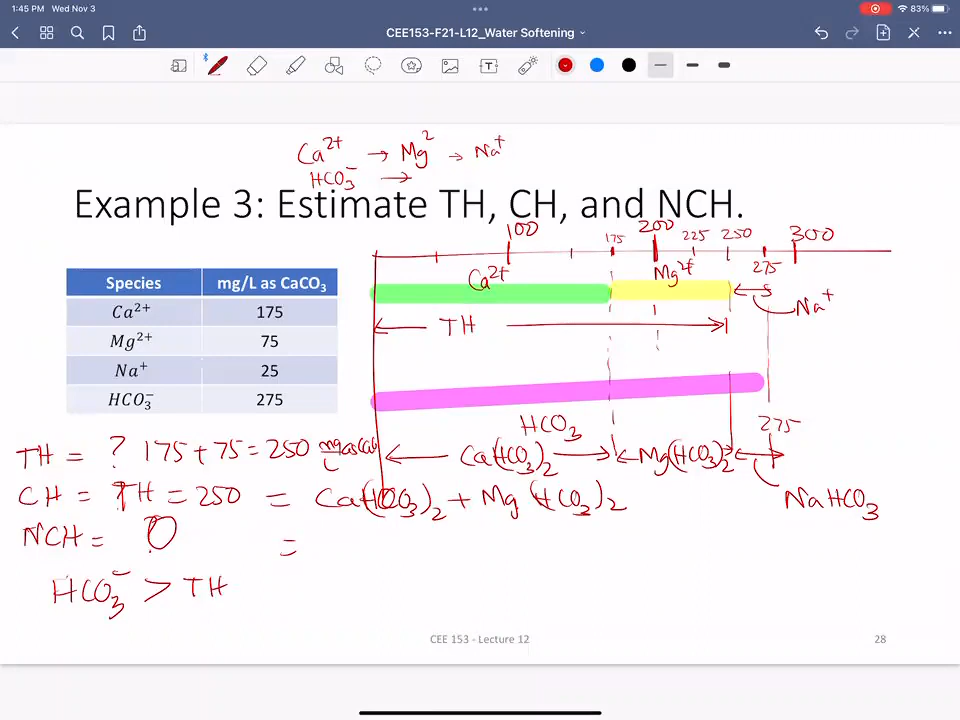 1:45 PM Wed Nov 3
83%
CEE153-F21-L12_Water Softening
Ca²⁺ → Mg² → Na⁺
HCO₃⁻ →
Example 3: Estimate TH, CH, and NCH.
100 175 200 225 250 275 300
Species mg/L as CaCO₃
Ca²⁺ 175
Mg²⁺ 75
Na⁺ 25
HCO₃⁻ 275
Ca²⁺ Mg²⁺ Na⁺
← TH →
HCO₃ 275
← Ca(HCO₃)₂ → ← Mg(HCO₃)₂ ↔ NaHCO₃
TH = ? 175 + 75 = 250
CH = ? TH = 250 = Ca(HCO₃)₂ + Mg(HCO₃)₂
NCH = 0 =
HCO₃⁻ > TH
CEE 153 - Lecture 12 28